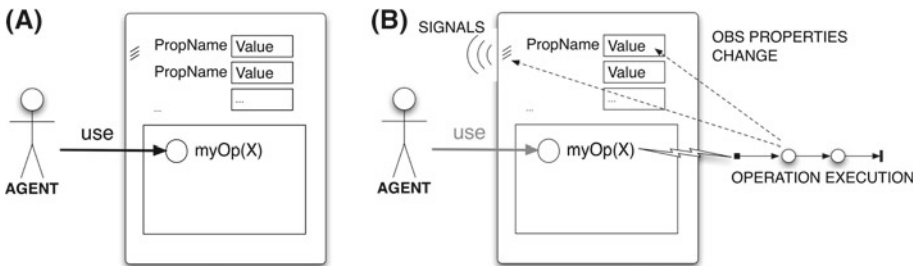 (A)
PropName Value
PropName Value
...
...
use
myOp(X)
AGENT
(B)
SIGNALS
PropName Value
Value
...
...
OBS PROPERTIES
CHANGE
use
myOp(X)
AGENT
OPERATION EXECUTION